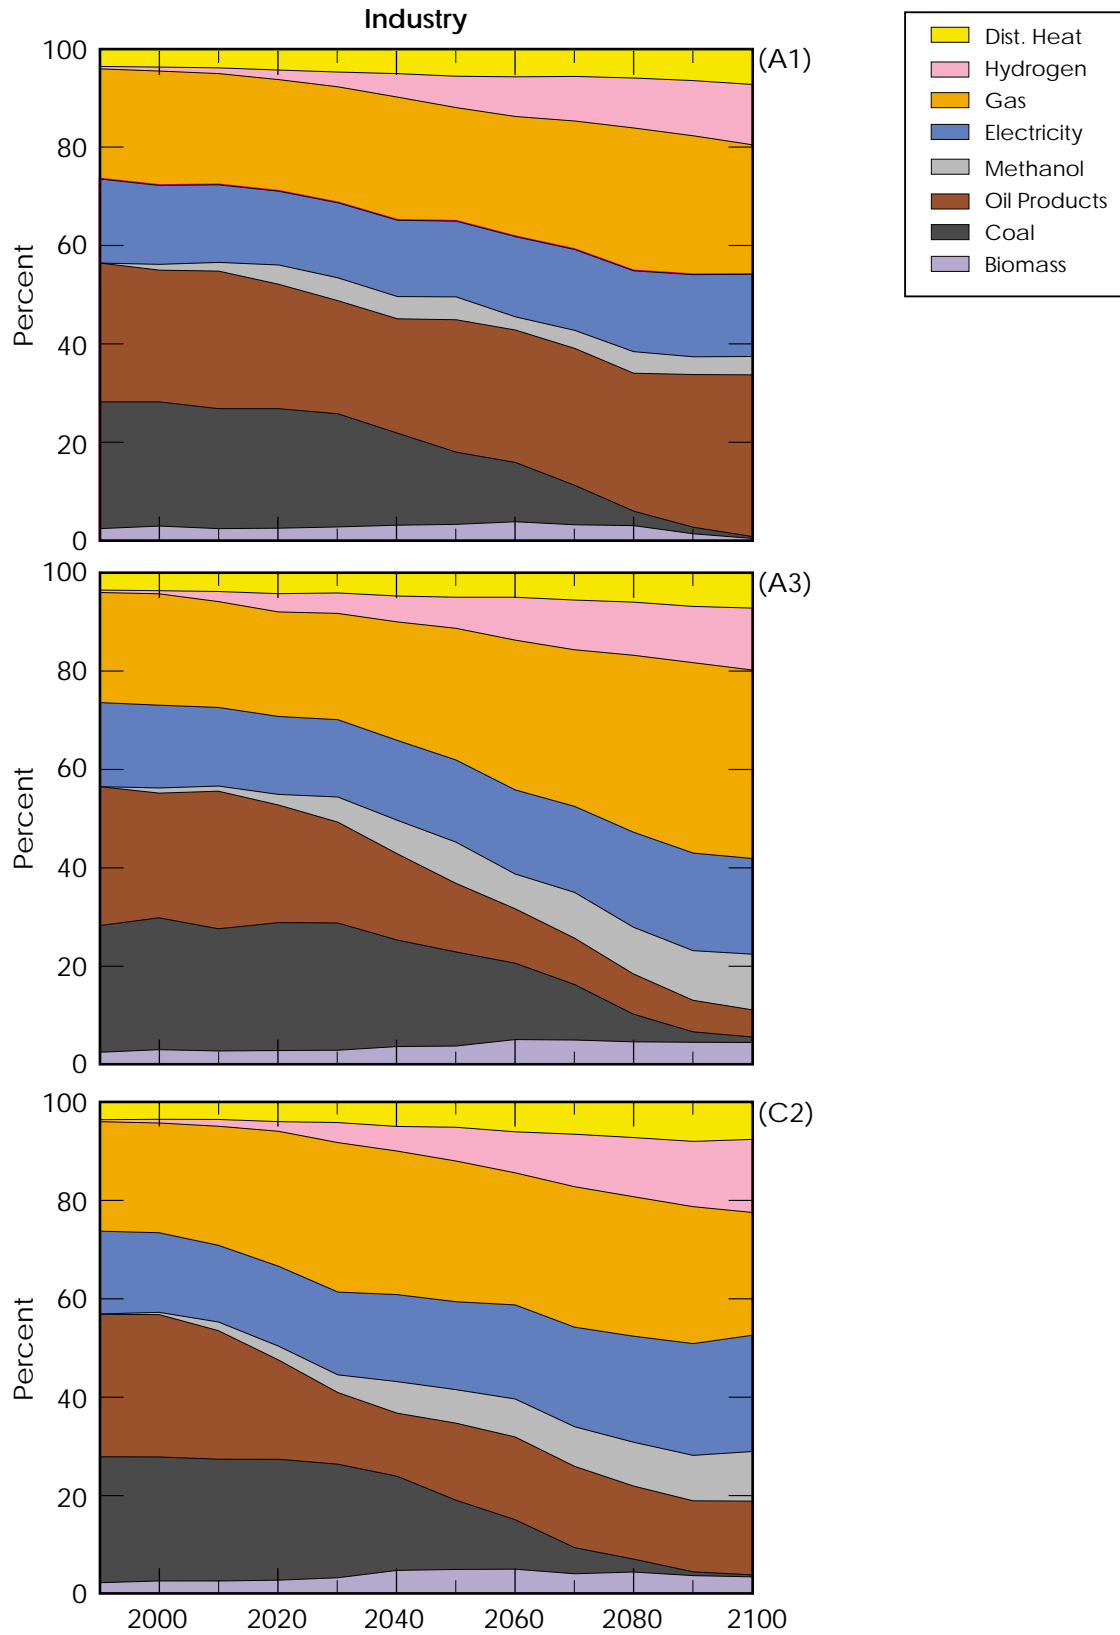 Industry
100
80
60
40
20
0
Percent
(A1)
Dist. Heat
Hydrogen
Gas
Electricity
Methanol
Oil Products
Coal
Biomass
100
80
60
40
20
0
Percent
(A3)
100
80
60
40
20
0
Percent
(C2)
2000 2020 2040 2060 2080 2100